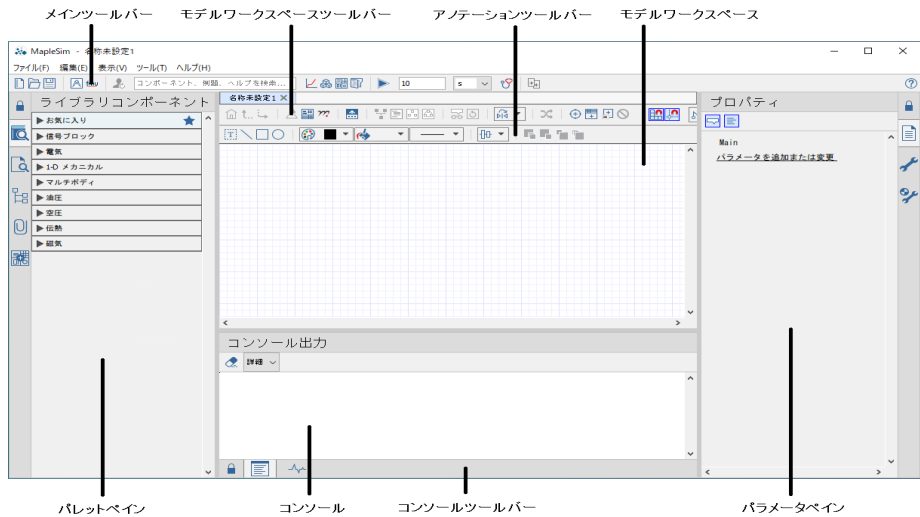 メインツールバー
モデルワークスペースツールバー
アノテーションツールバー
モデルワークスペース
MapleSim - 名称未設定1
ファイル(F) 編集(E) 表示(V) ツール(T) ヘルプ(H)
コンポーネント、例題、ヘルプを検索...
10
s
ライブラリコンポーネント
お気に入り
信号ブロック
電気
1-D メカニカル
マルチボディ
油圧
空圧
伝熱
磁気
名称未設定1
コンソール出力
詳細
プロパティ
Main
パラメータを追加または変更
パレットペイン
コンソール
コンソールツールバー
パラメータペイン